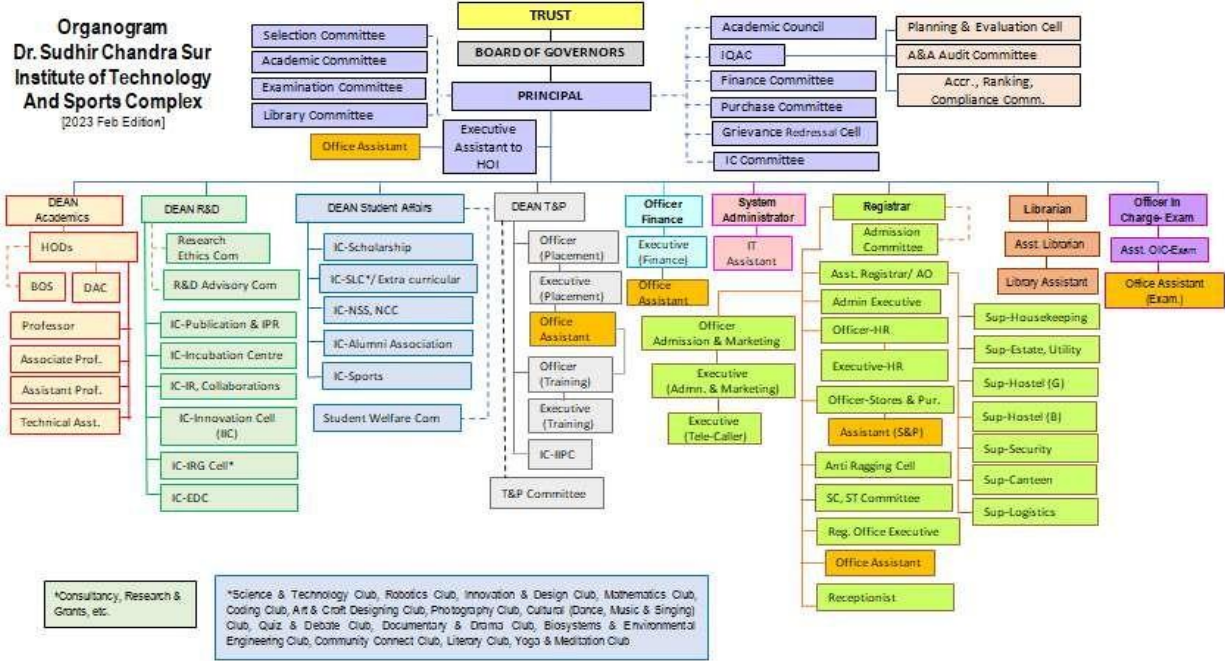 Organogram
Dr. Sudhir Chandra Sur
Institute of Technology
And Sports Complex
[2023 Feb Edition]
TRUST
BOARD OF GOVERNORS
PRINCIPAL
Selection Committee
Academic Committee
Examination Committee
Library Committee
Office Assistant
Executive
Assistant to
HOI
Academic Council
IQAC
Finance Committee
Purchase Committee
Grievance Redressal Cell
IC Committee
Planning & Evaluation Cell
A&A Audit Committee
Accr., Ranking,
Compliance Comm.
DEAN
Academics
HODs
BOS
DAC
Professor
Associate Prof.
Assistant Prof.
Technical Asst.
DEAN R&D
Research
Ethics Com
R&D Advisory Com
IC-Publication & IPR
IC-Incubation Centre
IC-IR, Collaborations
IC-Innovation Cell
(IIC)
IC-IRG Cell*
IC-EDC
DEAN Student Affairs
IC-Scholarship
IC-SLC*/ Extra curricular
IC-NSS, NCC
IC-Alumni Association
IC-Sports
Student Welfare Com
DEAN T&P
Officer
(Placement)
Executive
(Placement)
Office
Assistant
Officer
(Training)
Executive
(Training)
IC-IIPC
T&P Committee
Officer
Finance
Executive
(Finance)
Office
Assistant
System
Administrator
IT
Assistant
Officer
Admission & Marketing
Executive
(Admn. & Marketing)
Executive
(Tele-Caller)
Registrar
Admission
Committee
Asst. Registrar/ AO
Admin Executive
Officer-HR
Executive-HR
Officer-Stores & Pur.
Assistant (S&P)
Anti Ragging Cell
SC, ST Committee
Reg. Office Executive
Office Assistant
Receptionist
Sup-Housekeeping
Sup-Estate, Utility
Sup-Hostel (G)
Sup-Hostel (B)
Sup-Security
Sup-Canteen
Sup-Logistics
Librarian
Asst. Librarian
Library Assistant
Officer In
Charge- Exam
Asst. OIC-Exam
Office Assistant
(Exam.)
*Consultancy, Research &
Grants, etc.
*Science & Technology Club, Robotics Club, Innovation & Design Club, Mathematics Club,
Coding Club, Art & Craft Designing Club, Photography Club, Cultural (Dance, Music & Singing)
Club, Quiz & Debate Club, Documentary & Drama Club, Biosystems & Environmental
Engineering Club, Community Connect Club, Literary Club, Yoga & Meditation Club